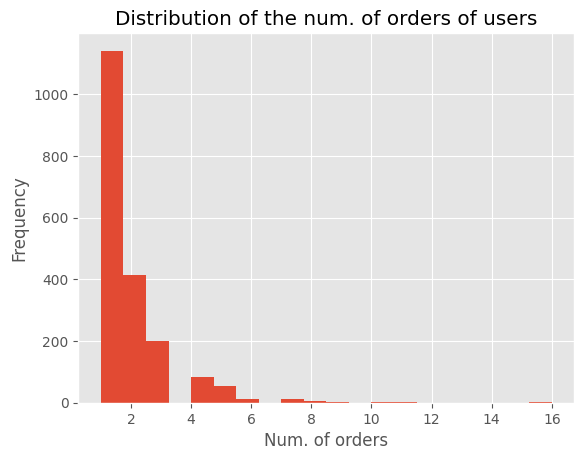 Distribution of the num. of orders of users
1000
800
600
400
200
0
Frequency
2 4 6 8 10 12 14 16
Num. of orders